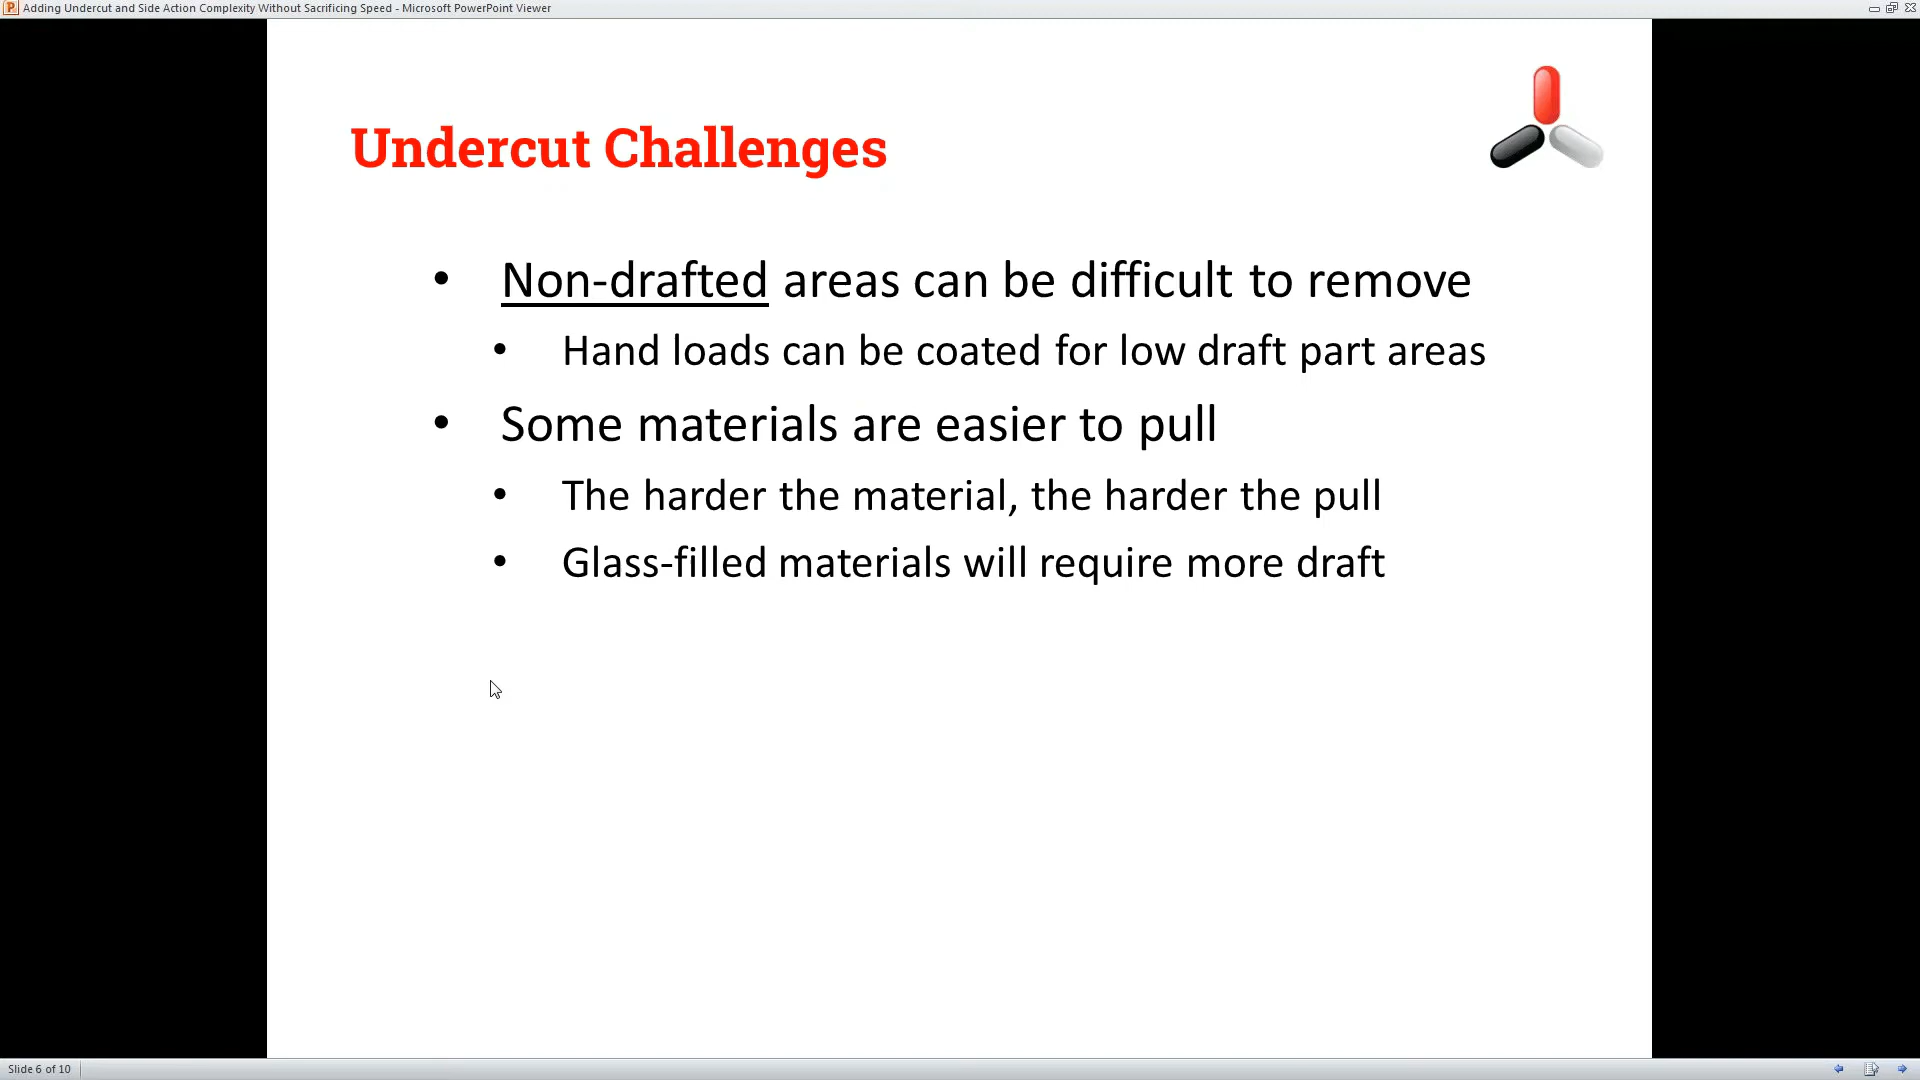 Adding Undercut and Side Action Complexity Without Sacrificing Speed - Microsoft PowerPoint Viewer
Undercut Challenges
• Non-drafted areas can be difficult to remove
• Hand loads can be coated for low draft part areas
• Some materials are easier to pull
• The harder the material, the harder the pull
• Glass-filled materials will require more draft
Slide 6 of 10